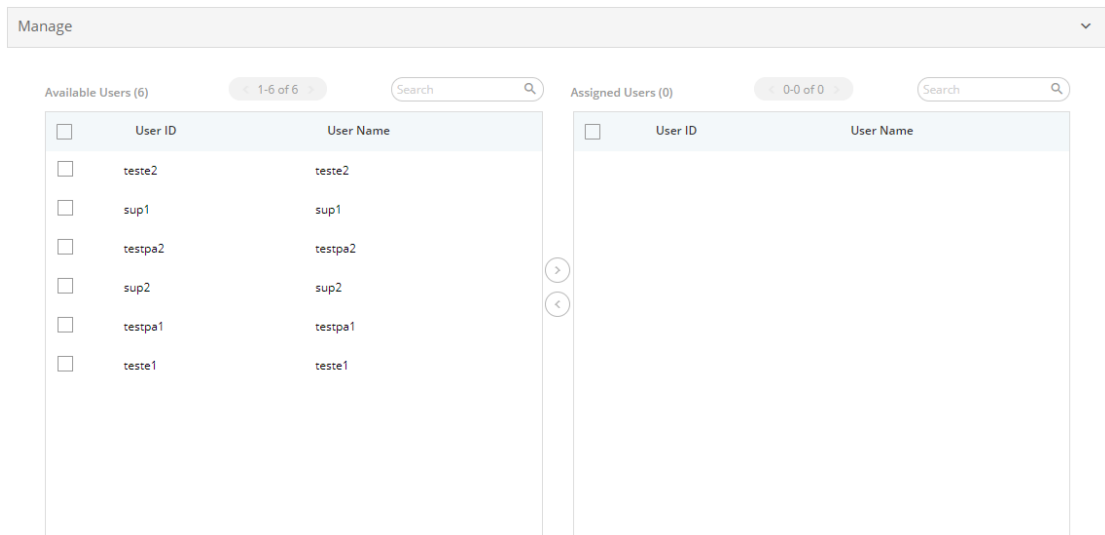 Manage
Available Users (6) 1-6 of 6 Search
User ID User Name
teste2 teste2
sup1 sup1
testpa2 testpa2
sup2 sup2
testpa1 testpa1
teste1 teste1
Assigned Users (0) 0-0 of 0 Search
User ID User Name